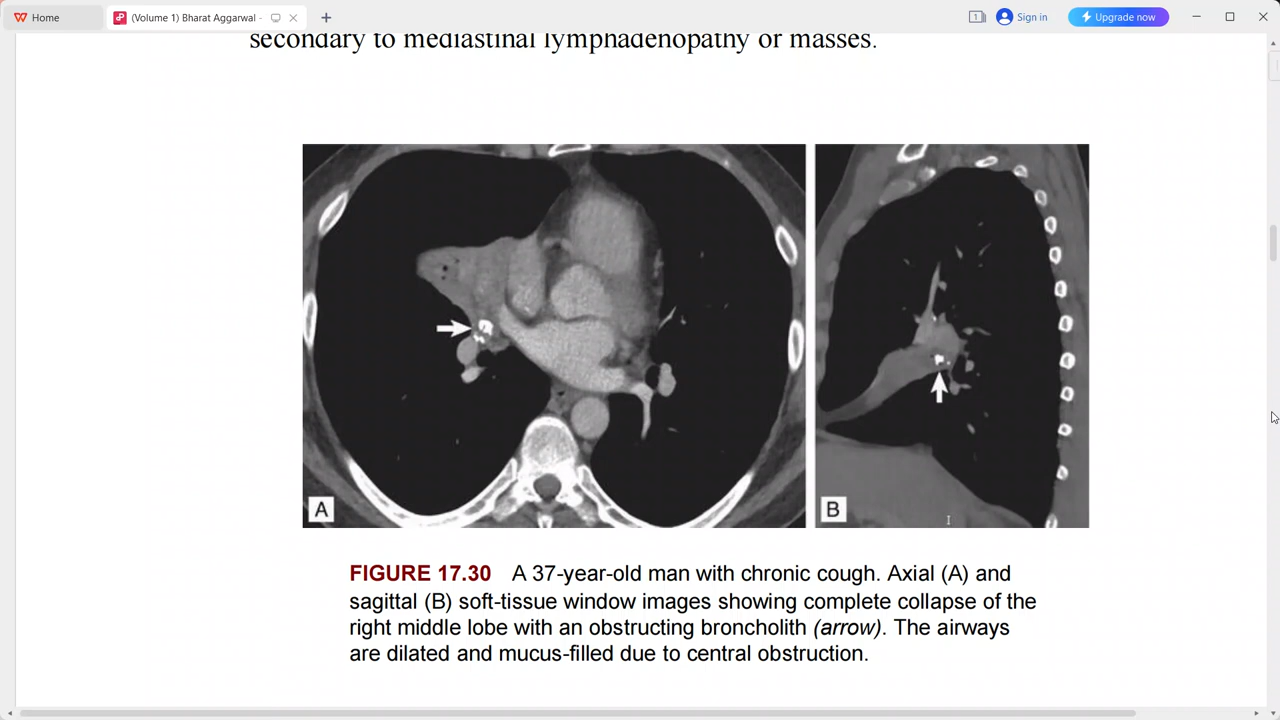 Home
(Volume 1) Bharat Aggarwal -
1
Sign in
Upgrade now
secondary to mediastinal lymphadenopathy or masses.
A
B
FIGURE 17.30 A 37-year-old man with chronic cough. Axial (A) and
sagittal (B) soft-tissue window images showing complete collapse of the
right middle lobe with an obstructing broncholith (arrow). The airways
are dilated and mucus-filled due to central obstruction.